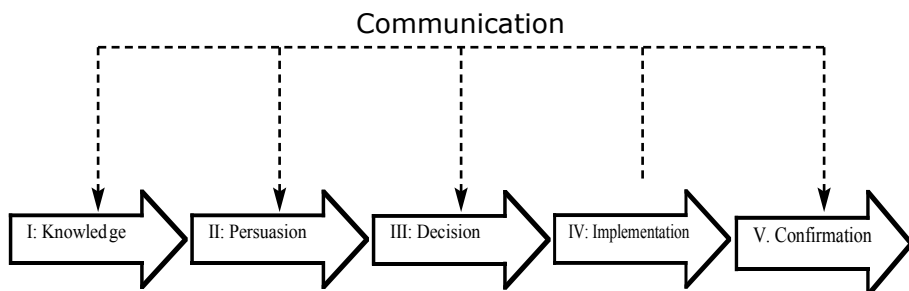 Communication
I: Knowledge
II: Persuasion
III: Decision
IV: Implementation
V. Confirmation